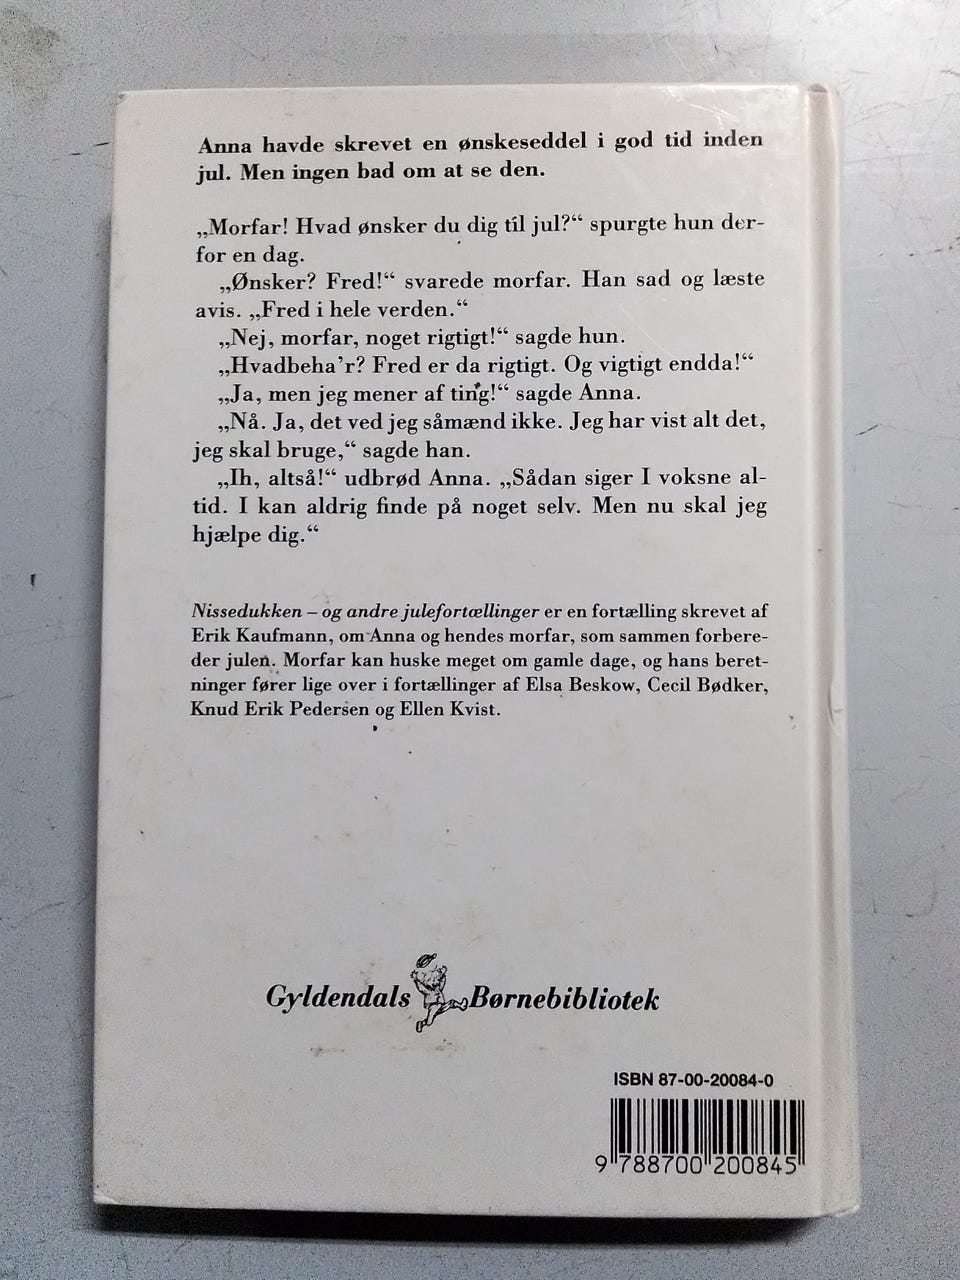 Anna havde skrevet en ønskeseddel i god tid inden
jul. Men ingen bad om at se den.
„Morfar! Hvad ønsker du dig til jul?“ spurgte hun der-
for en dag.
„Ønsker? Fred!“ svarede morfar. Han sad og læste
avis. „Fred i hele verden.“
„Nej, morfar, noget rigtigt!“ sagde hun.
„Hvadbeha’r? Fred er da rigtigt. Og vigtigt endda!“
„Ja, men jeg mener af ting!“ sagde Anna.
„Nå. Ja, det ved jeg såmænd ikke. Jeg har vist alt det,
jeg skal bruge,“ sagde han.
„Ih, altså!“ udbrød Anna. „Sådan siger I voksne al-
tid. I kan aldrig finde på noget selv. Men nu skal jeg
hjælpe dig.“
Nissedukken – og andre julefortællinger er en fortælling skrevet af
Erik Kaufmann, om Anna og hendes morfar, som sammen forbere-
der julen. Morfar kan huske meget om gamle dage, og hans beret-
ninger fører lige over i fortællinger af Elsa Beskow, Cecil Bødker,
Knud Erik Pedersen og Ellen Kvist.
Gyldendals Børnebibliotek
ISBN 87-00-20084-0
9 788700 200845